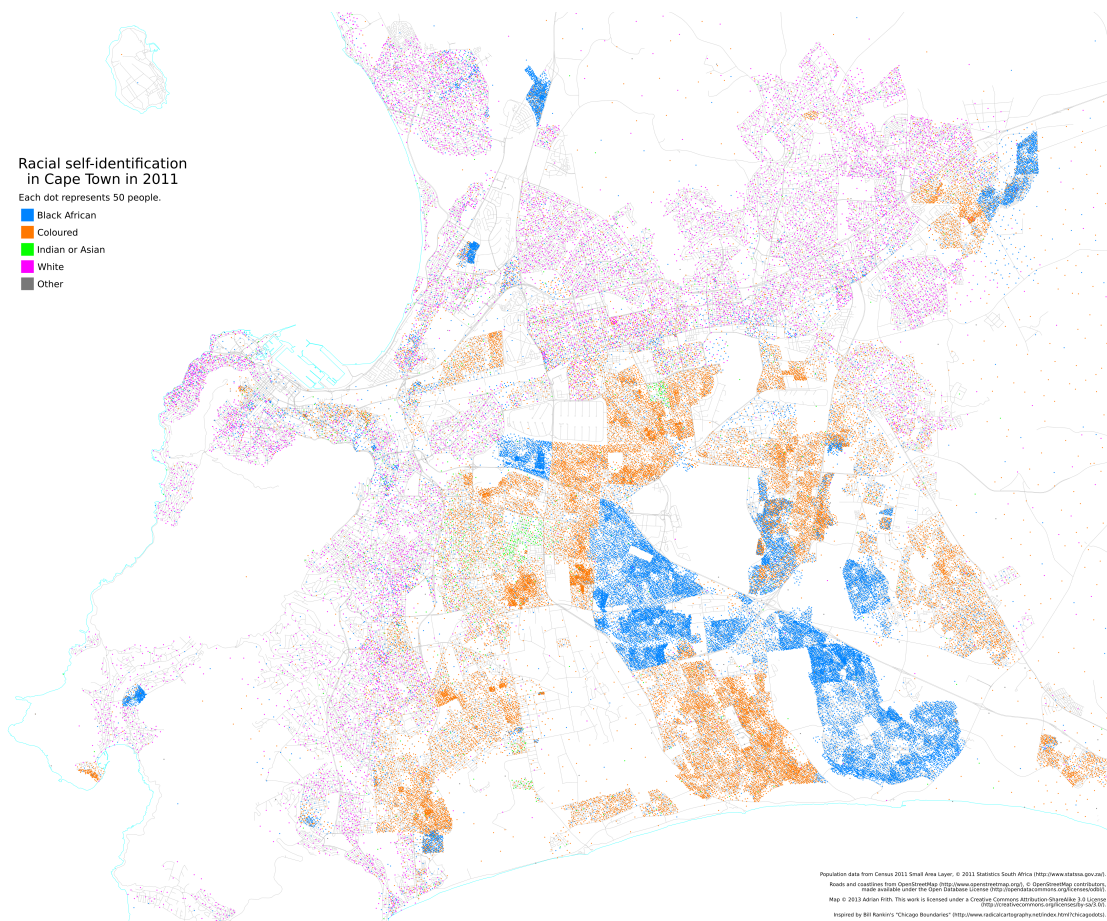 Racial self-identification
in Cape Town in 2011
Each dot represents 50 people.
Black African
Coloured
Indian or Asian
White
Other
Population data from Census 2011 Small Area Layer, © 2011 Statistics South Africa (http://www.statssa.gov.za/).
Roads and coastlines from OpenStreetMap (http://www.openstreetmap.org/), © OpenStreetMap contributors,
made available under the Open Database License (http://opendatacommons.org/licenses/odbl/).
Map © 2013 Adrian Frith. This work is licensed under a Creative Commons Attribution-ShareAlike 3.0 License
(http://creativecommons.org/licenses/by-sa/3.0/).
Inspired by Bill Rankin's "Chicago Boundaries" (http://www.radicalcartography.net/index.html?chicagodots).